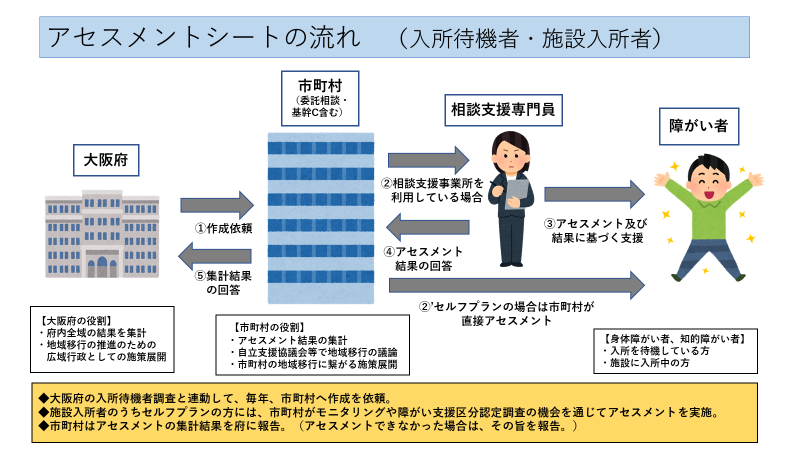 アセスメントシートの流れ　（入所待機者・施設入所者）
市町村
（委託相談・
基幹C含む）
相談支援専門員
障がい者
大阪府
①作成依頼
②相談支援事業所を
利用している場合
③アセスメント及び
結果に基づく支援
④アセスメント
結果の回答
⑤集計結果
の回答
②’セルフプランの場合は市町村が
直接アセスメント
【大阪府の役割】
・府内全域の結果を集計
・地域移行の推進のための
広域行政としての施策展開
【市町村の役割】
・アセスメント結果の集計
・自立支援協議会等で地域移行の議論
・市町村の地域移行に繋がる施策展開
【身体障がい者、知的障がい者】
・入所を待機している方
・施設に入所中の方
◆大阪府の入所待機者調査と連動して、毎年、市町村へ作成を依頼。
◆施設入所者のうちセルフプランの方には、市町村がモニタリングや障がい支援区分認定調査の機会を通じてアセスメントを実施。
◆市町村はアセスメントの集計結果を府に報告。（アセスメントできなかった場合は、その旨を報告。）